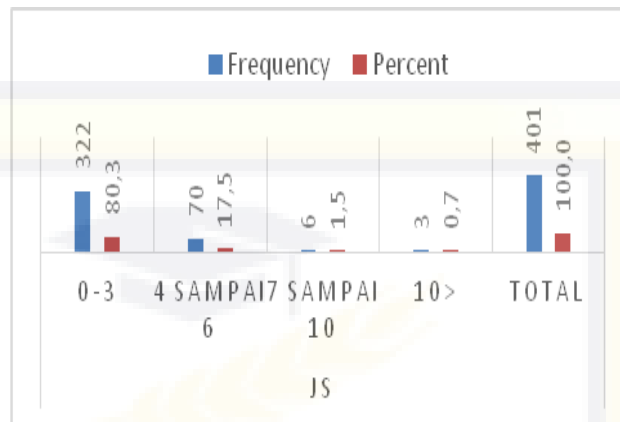 Frequency Percent
322 80,3 70 17,5 6 1,5 3 0,7 401 100,0
0-3 4 SAMPAI 7 SAMPAI 10> TOTAL
6 10
JS